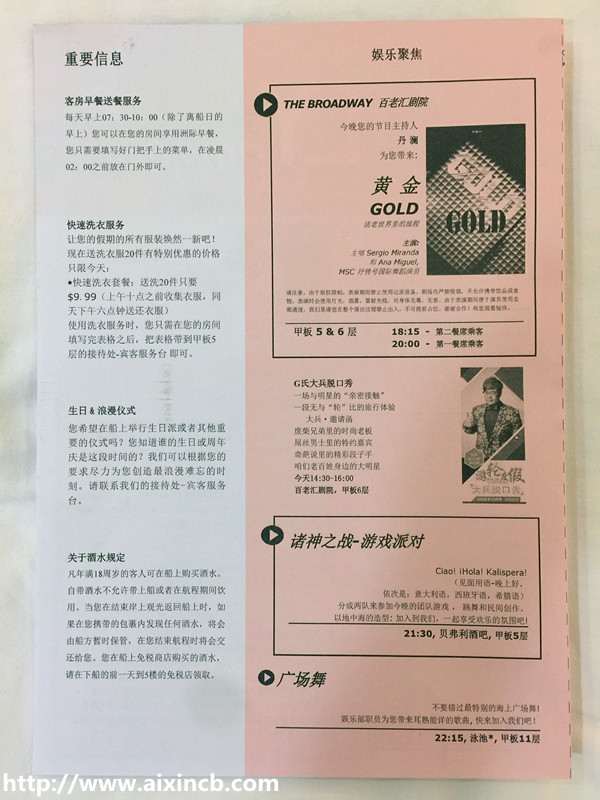 重要信息
客房早餐送餐服务
每天早上07：30-10：00（除了离船日的
早上）您可以在您的房间享用洲际早餐，
您只需要填写好门把手上的菜单，在凌晨
02：00之前放在门外即可。
快速洗衣服务
让您的假期的所有服装焕然一新吧！
现在送洗衣服20件有特别优惠的价格
只限今天：
●快速洗衣套餐：送洗20件只要
$9.99（上午十点之前收集衣服，同
天下午六点钟送还衣服）
使用洗衣服务时，您只需在您的房间
填写完表格之后，把表格带到甲板5
层的接待处-宾客服务台 即可。
生日 & 浪漫仪式
您希望在船上举行生日派或者其他重
要的仪式吗？您知道谁的生日或周年
庆是这段时间的？我们可以根据您的
要求尽力为您创造最浪漫难忘的时
刻。请联系我们的接待处-宾客服务
台。
关于酒水规定
凡年满18周岁的客人可在船上购买酒水。
自带酒水不允许带上船或者在航程期间饮
用。当您在结束岸上观光返回船上时，如
果在您携带的包裹内发现任何酒水，将会
由船方暂时保管，在您结束航程时将会交
还给您。您在船上免税商店购买的酒水，
请在下船的前一天到5楼的免税店领取。
娱乐聚焦
THE BROADWAY 百老汇剧院
今晚您的节目主持人
丹 澜
为您带来：
黄 金
GOLD
活老世界里的旅程
主演：
主唱 Sergio Miranda
和 Ana Miguel,
MSC 抒情号国际舞蹈演员
GOLD
GOLD
甲板 5 & 6 层
18:15 - 第二餐席乘客
20:00 - 第一餐席乘客
G氏大兵脱口秀
一场与明星的“亲密接触”
一段无与“轮”比的旅行体验
大兵·邀请函
庞柴兄弟里的时尚老板
屌丝男士里的特约嘉宾
奇葩说里的精彩段子手
咱们老百姓身边的大明星
今天14:30-16:00
百老汇剧院，甲板6层
海轮度假
大兵脱口秀
诸神之战-游戏派对
Ciao! ¡Hola! Kalispera!
（见面用语-晚上好，
依次是：意大利语，西班牙语，希腊语）
分成两队来参加今晚的团队游戏 ，跳舞和民间创作。
以地中海的造型：加入到我们，一起享受欢乐的氛围吧！
21:30, 贝弗利酒吧, 甲板5层
广场舞
不要错过最特别的海上广场舞！
娱乐部职员为您带来耳熟能详的歌曲, 快来加入我们吧！
22:15, 泳池*, 甲板11层
http://www.aixincb.com